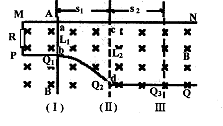 M A S₁ S₂ N
a c
R L₁ L₂ B
P b
Q₁ d
B Q₂ Q₃ Q
(I) (II) III